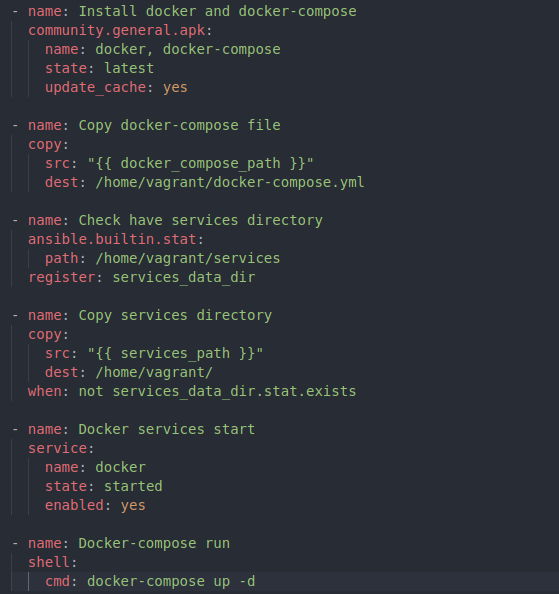 - name: Install docker and docker-compose
  community.general.apk:
    name: docker, docker-compose
    state: latest
    update_cache: yes
- name: Copy docker-compose file
  copy:
    src: "{{ docker_compose_path }}"
    dest: /home/vagrant/docker-compose.yml
- name: Check have services directory
  ansible.builtin.stat:
    path: /home/vagrant/services
  register: services_data_dir
- name: Copy services directory
  copy:
    src: "{{ services_path }}"
    dest: /home/vagrant/
  when: not services_data_dir.stat.exists
- name: Docker services start
  service:
    name: docker
    state: started
    enabled: yes
- name: Docker-compose run
  shell:
    cmd: docker-compose up -d